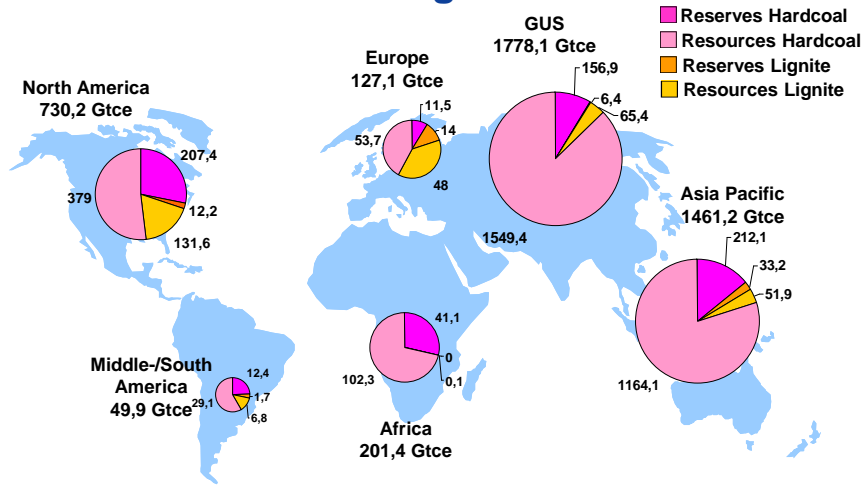 Reserves Hardcoal
Resources Hardcoal
Reserves Lignite
Resources Lignite
GUS
1778,1 Gtce
156,9
6,4
65,4
1549,4
Europe
127,1 Gtce
11,5
14
48
53,7
North America
730,2 Gtce
207,4
12,2
131,6
379
Asia Pacific
1461,2 Gtce
212,1
33,2
51,9
1164,1
Middle-/South
America
49,9 Gtce
12,4
1,7
6,8
29,1
41,1
0
0,1
102,3
Africa
201,4 Gtce